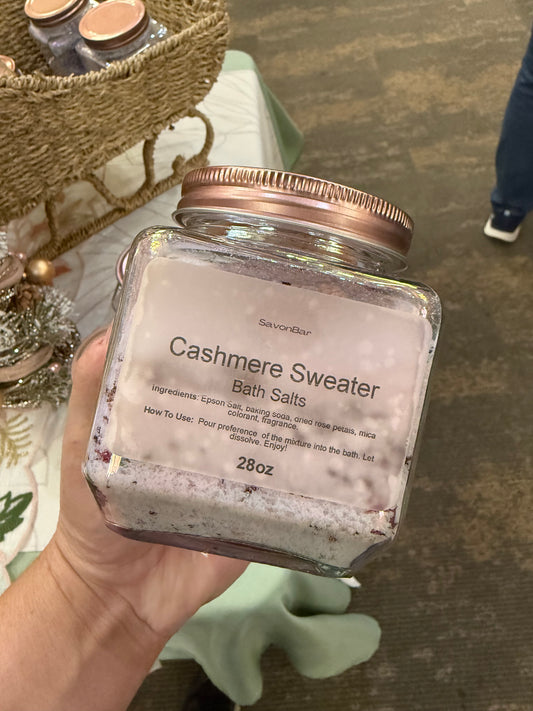 SavonBar
Cashmere Sweater
Bath Salts
Ingredients: Epson Salt, baking soda, dried rose petals, mica
colorant, fragrance.
How To Use: Pour preference of the mixture into the bath. Let
dissolve. Enjoy!
28oz